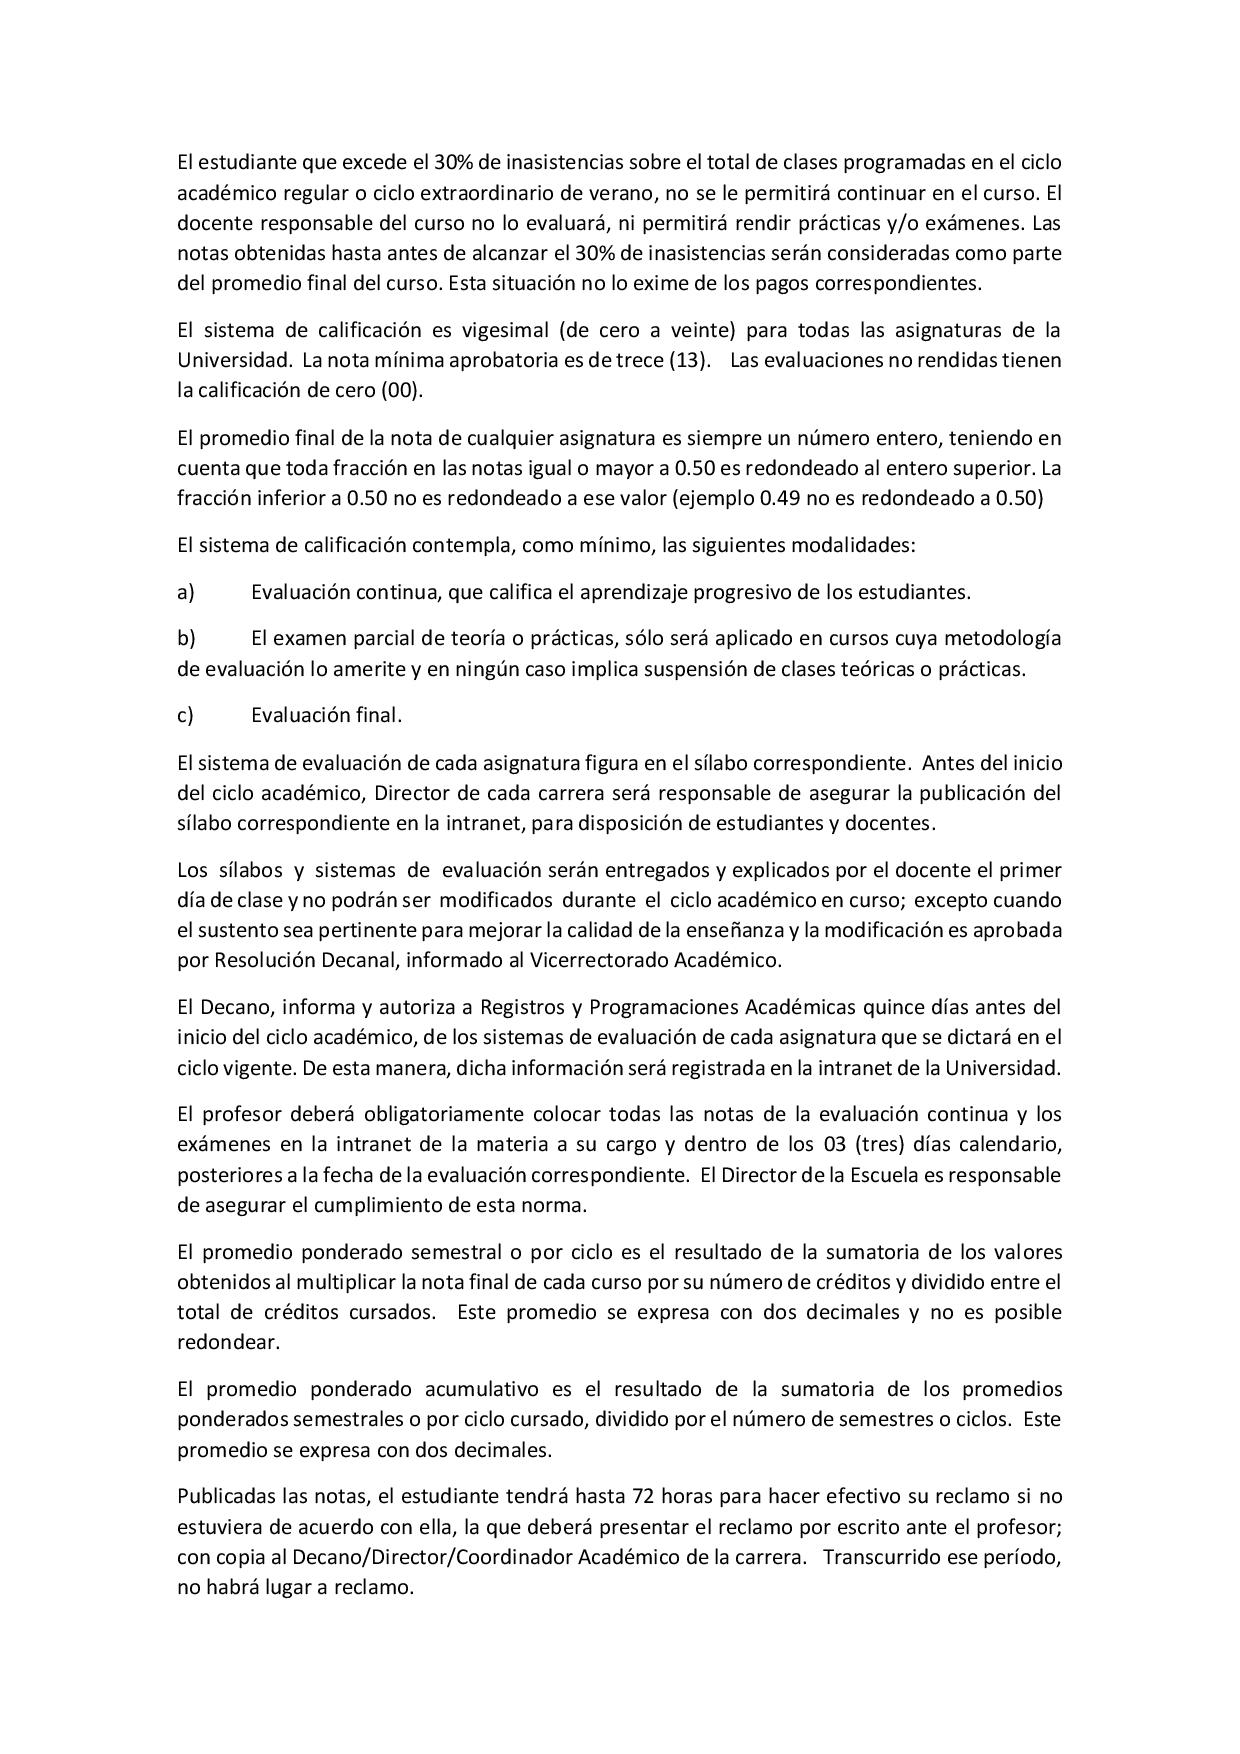 El estudiante que excede el 30% de inasistencias sobre el total de clases programadas en el ciclo
académico regular o ciclo extraordinario de verano, no se le permitirá continuar en el curso. El
docente responsable del curso no lo evaluará, ni permitirá rendir prácticas y/o exámenes. Las
notas obtenidas hasta antes de alcanzar el 30% de inasistencias serán consideradas como parte
del promedio final del curso. Esta situación no lo exime de los pagos correspondientes.
El sistema de calificación es vigesimal (de cero a veinte) para todas las asignaturas de la
Universidad. La nota mínima aprobatoria es de trece (13). Las evaluaciones no rendidas tienen
la calificación de cero (00).
El promedio final de la nota de cualquier asignatura es siempre un número entero, teniendo en
cuenta que toda fracción en las notas igual o mayor a 0.50 es redondeado al entero superior. La
fracción inferior a 0.50 no es redondeado a ese valor (ejemplo 0.49 no es redondeado a 0.50)
El sistema de calificación contempla, como mínimo, las siguientes modalidades:
a) Evaluación continua, que califica el aprendizaje progresivo de los estudiantes.
b) El examen parcial de teoría o prácticas, sólo será aplicado en cursos cuya metodología
de evaluación lo amerite y en ningún caso implica suspensión de clases teóricas o prácticas.
c) Evaluación final.
El sistema de evaluación de cada asignatura figura en el sílabo correspondiente. Antes del inicio
del ciclo académico, Director de cada carrera será responsable de asegurar la publicación del
sílabo correspondiente en la intranet, para disposición de estudiantes y docentes.
Los sílabos y sistemas de evaluación serán entregados y explicados por el docente el primer
día de clase y no podrán ser modificados durante el ciclo académico en curso; excepto cuando
el sustento sea pertinente para mejorar la calidad de la enseñanza y la modificación es aprobada
por Resolución Decanal, informado al Vicerrectorado Académico.
El Decano, informa y autoriza a Registros y Programaciones Académicas quince días antes del
inicio del ciclo académico, de los sistemas de evaluación de cada asignatura que se dictará en el
ciclo vigente. De esta manera, dicha información será registrada en la intranet de la Universidad.
El profesor deberá obligatoriamente colocar todas las notas de la evaluación continua y los
exámenes en la intranet de la materia a su cargo y dentro de los 03 (tres) días calendario,
posteriores a la fecha de la evaluación correspondiente. El Director de la Escuela es responsable
de asegurar el cumplimiento de esta norma.
El promedio ponderado semestral o por ciclo es el resultado de la sumatoria de los valores
obtenidos al multiplicar la nota final de cada curso por su número de créditos y dividido entre el
total de créditos cursados. Este promedio se expresa con dos decimales y no es posible
redondear.
El promedio ponderado acumulativo es el resultado de la sumatoria de los promedios
ponderados semestrales o por ciclo cursado, dividido por el número de semestres o ciclos. Este
promedio se expresa con dos decimales.
Publicadas las notas, el estudiante tendrá hasta 72 horas para hacer efectivo su reclamo si no
estuviera de acuerdo con ella, la que deberá presentar el reclamo por escrito ante el profesor;
con copia al Decano/Director/Coordinador Académico de la carrera. Transcurrido ese período,
no habrá lugar a reclamo.